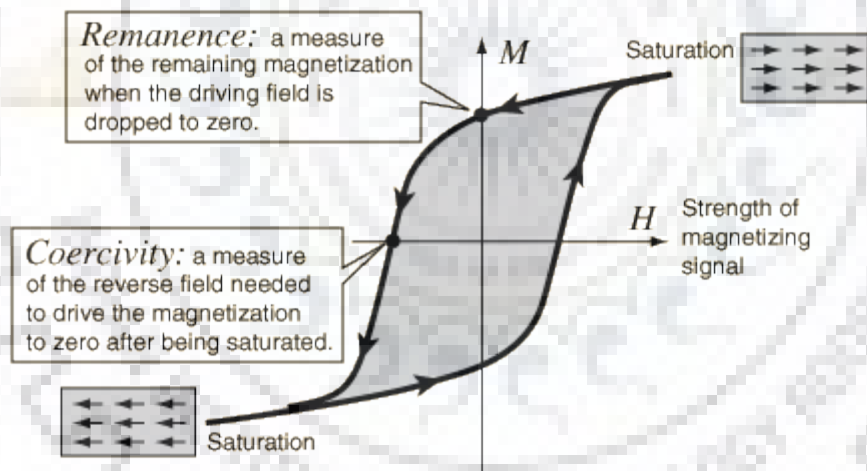 Remanence: a measure
of the remaining magnetization
when the driving field is
dropped to zero.
M
Saturation
H
Strength of
magnetizing
signal
Coercivity: a measure
of the reverse field needed
to drive the magnetization
to zero after being saturated.
Saturation